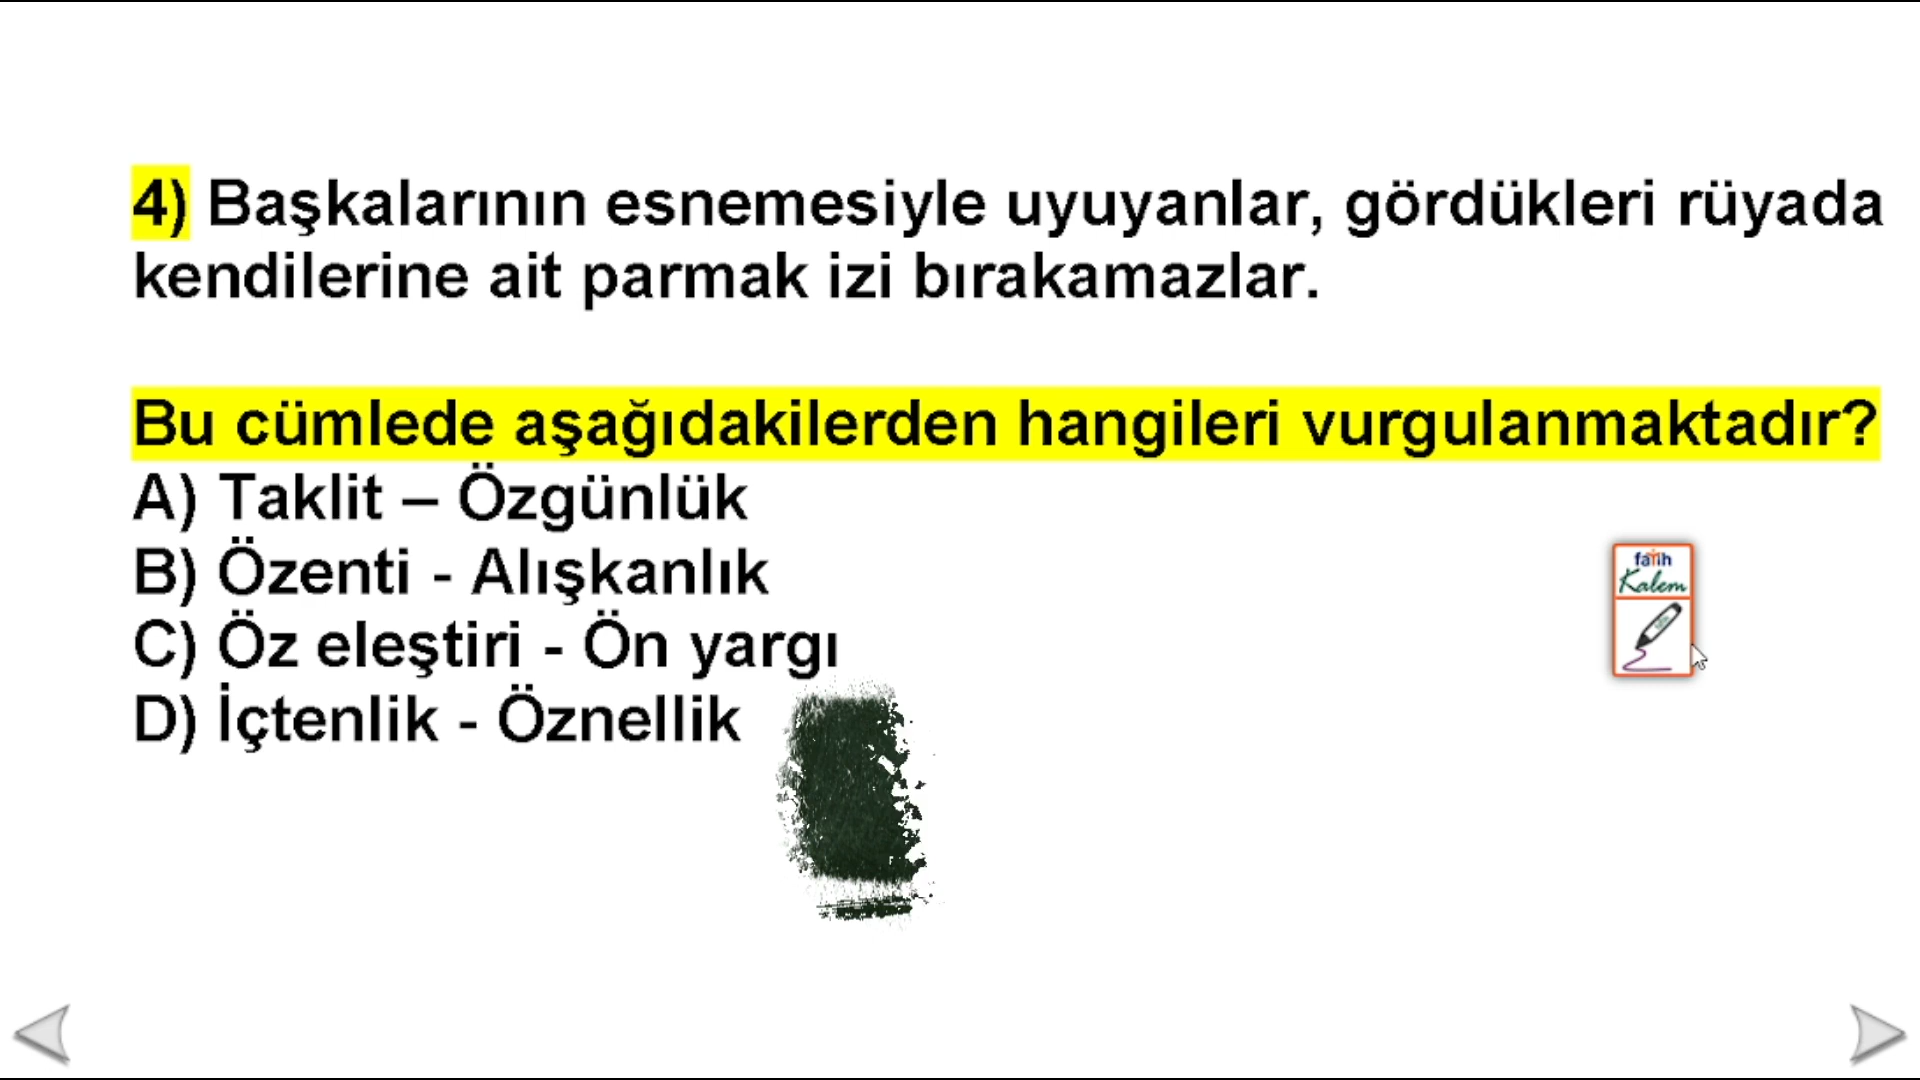 4) Başkalarının esnemesiyle uyuyanlar, gördükleri rüyada
kendilerine ait parmak izi bırakamazlar.
Bu cümlede aşağıdakilerden hangileri vurgulanmaktadır?
A) Taklit – Özgünlük
B) Özenti - Alışkanlık
C) Öz eleştiri - Ön yargı
D) İçtenlik - Öznellik
fatih
Kalem